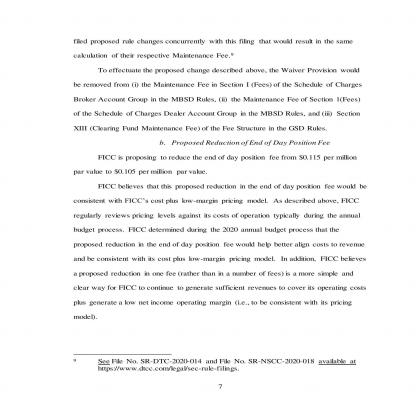 filed proposed rule changes concurrently with this filing that would result in the same
calculation of their respective Maintenance Fee.⁹
To effectuate the proposed change described above, the Waiver Provision would
be removed from (i) the Maintenance Fee in Section I (Fees) of the Schedule of Charges
Broker Account Group in the MBSD Rules, (ii) the Maintenance Fee of Section 1(Fees)
of the Schedule of Charges Dealer Account Group in the MBSD Rules, and (iii) Section
XIII (Clearing Fund Maintenance Fee) of the Fee Structure in the GSD Rules.
b. Proposed Reduction of End of Day Position Fee
FICC is proposing to reduce the end of day position fee from $0.115 per million
par value to $0.105 per million par value.
FICC believes that this proposed reduction in the end of day position fee would be
consistent with FICC's cost plus low-margin pricing model. As described above, FICC
regularly reviews pricing levels against its costs of operation typically during the annual
budget process. FICC determined during the 2020 annual budget process that the
proposed reduction in the end of day position fee would help better align costs to revenue
and be consistent with its cost plus low-margin pricing model. In addition, FICC believes
a proposed reduction in one fee (rather than in a number of fees) is a more simple and
clear way for FICC to continue to generate sufficient revenues to cover its operating costs
plus generate a low net income operating margin (i.e., to be consistent with its pricing
model).
⁹ See File No. SR-DTC-2020-014 and File No. SR-NSCC-2020-018 available at
https://www.dtcc.com/legal/sec-rule-filings.
7